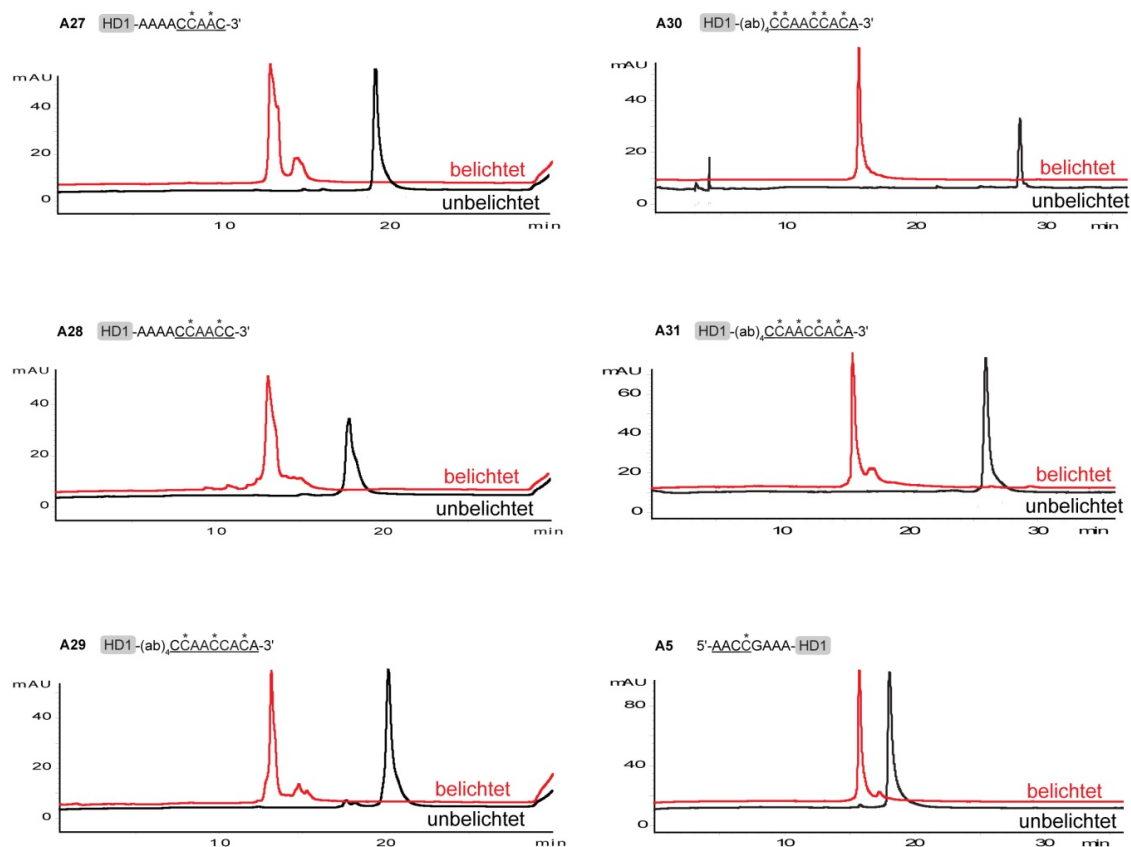 * *
A27 HD1-AAAACCAAC-3'
mAU
40
20
0
belichtet
unbelichtet
10 20 min
* * * *
A30 HD1-(ab)4CCAACCACA-3'
mAU
40
20
0
belichtet
unbelichtet
10 20 30 min
* *
A28 HD1-AAAACCAACC-3'
mAU
40
20
0
belichtet
unbelichtet
10 20 min
* * * *
A31 HD1-(ab)4CCAACCACA-3'
mAU
60
40
20
0
belichtet
unbelichtet
10 20 30 min
* * *
A29 HD1-(ab)4CCAACCACA-3'
mAU
40
20
0
belichtet
unbelichtet
10 20 min
*
A5 5'-AACCGAAA-HD1
mAU
80
40
0
belichtet
unbelichtet
10 20 30 min